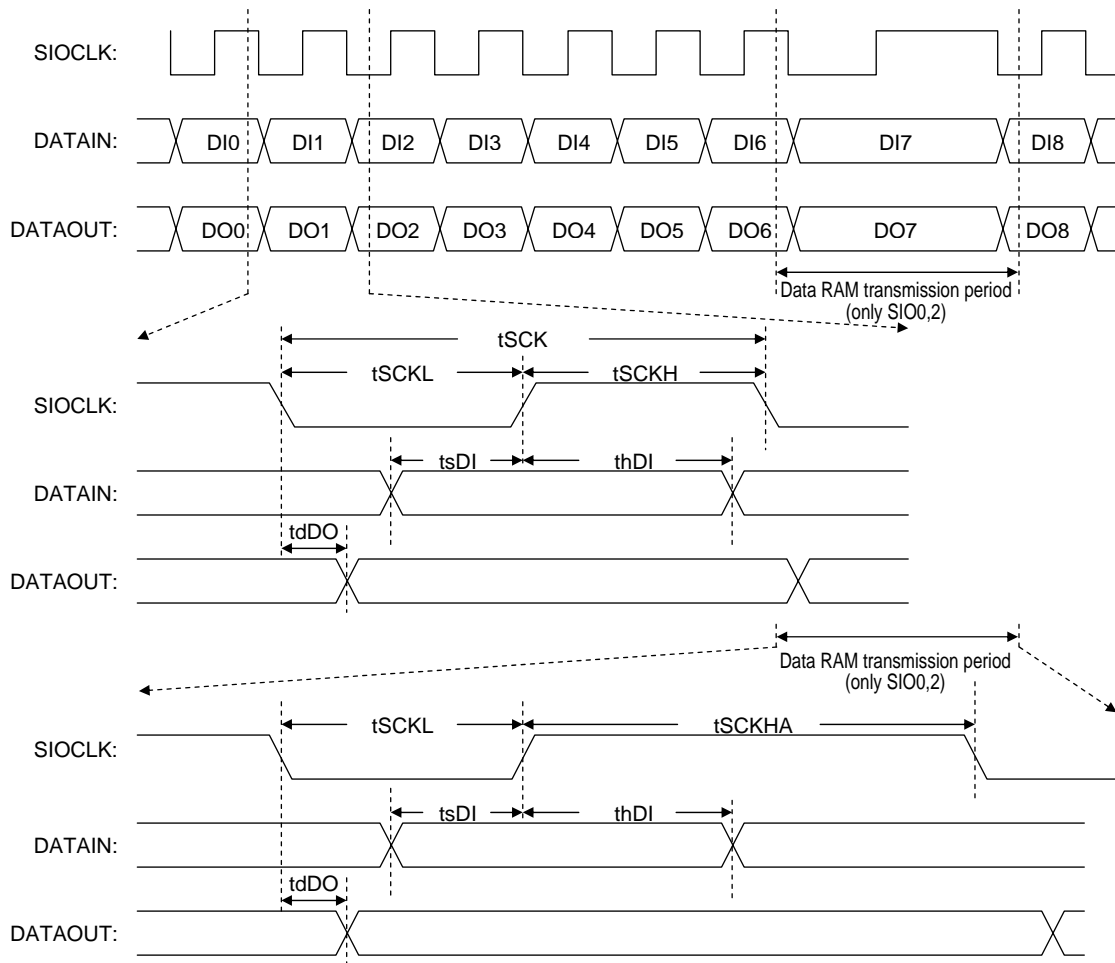 SIOCLK:
DATAIN: DI0 DI1 DI2 DI3 DI4 DI5 DI6 DI7 DI8
DATAOUT: DO0 DO1 DO2 DO3 DO4 DO5 DO6 DO7 DO8
Data RAM transmission period
(only SIO0,2)
tSCK
tSCKL tSCKH
SIOCLK:
tsDI thDI
DATAIN:
tdDO
DATAOUT:
Data RAM transmission period
(only SIO0,2)
tSCKL tSCKHA
SIOCLK:
tsDI thDI
DATAIN:
tdDO
DATAOUT: